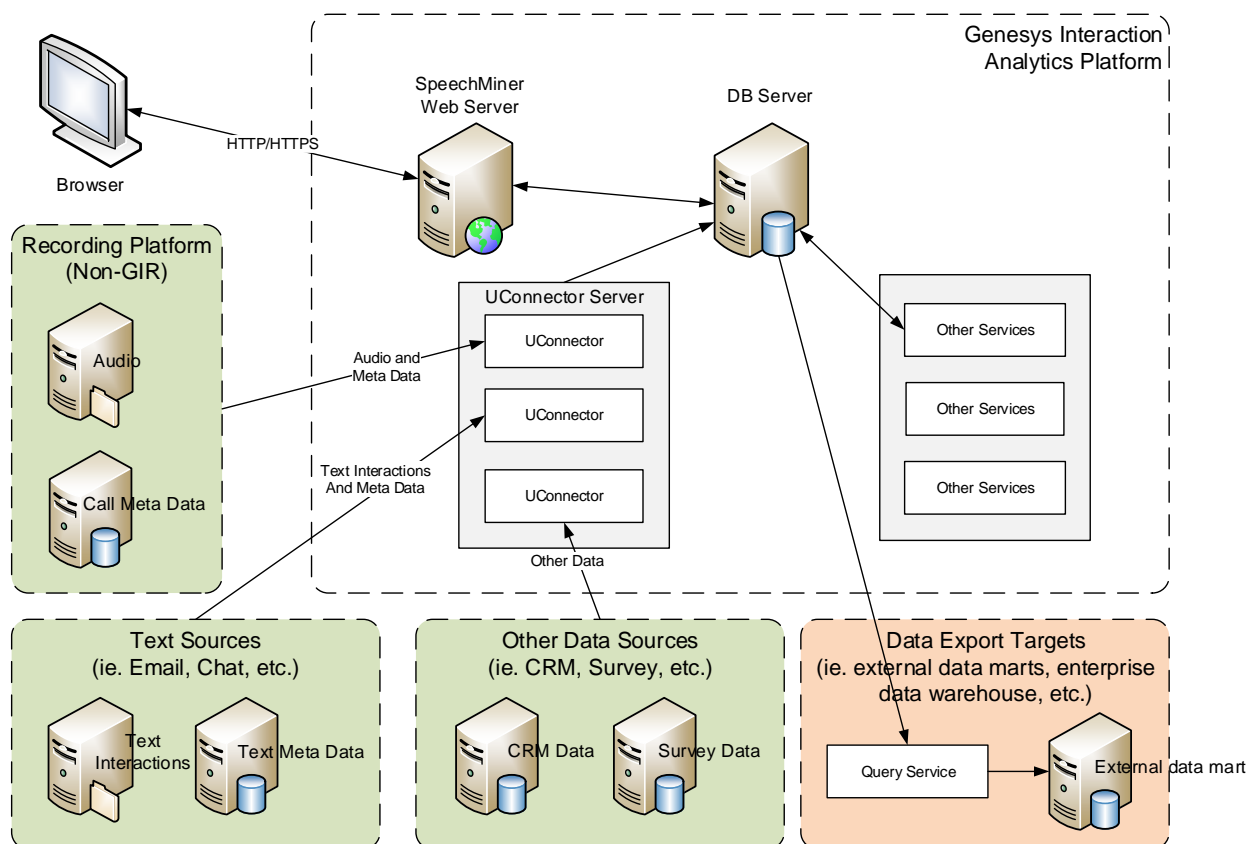 Genesys Interaction
Analytics Platform
SpeechMiner
Web Server
DB Server
HTTP/HTTPS
Browser
Recording Platform
(Non-GIR)
Audio
Call Meta Data
UConnector Server
UConnector
UConnector
UConnector
Audio and
Meta Data
Text Interactions
And Meta Data
Other Data
Other Services
Other Services
Other Services
Text Sources
(ie. Email, Chat, etc.)
Text
Interactions
Text Meta Data
Other Data Sources
(ie. CRM, Survey, etc.)
CRM Data
Survey Data
Data Export Targets
(ie. external data marts, enterprise
data warehouse, etc.)
Query Service
External data mart